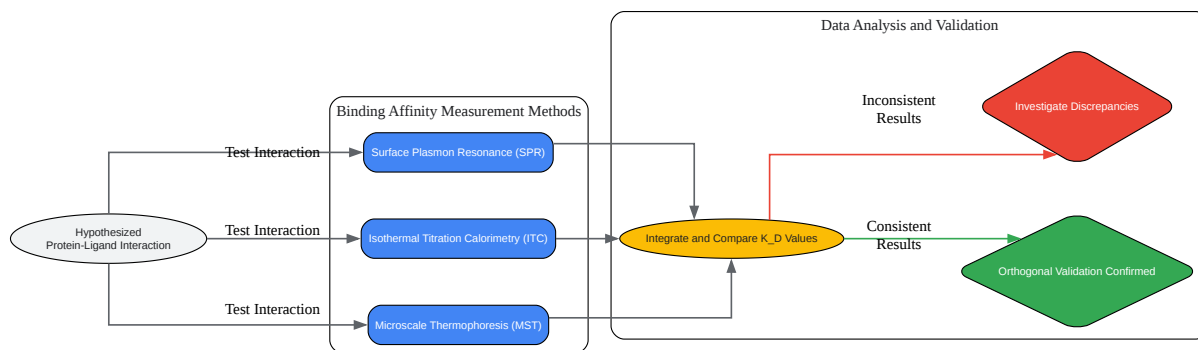 Data Analysis and Validation
Inconsistent
Results
Investigate Discrepancies
Binding Affinity Measurement Methods
Test Interaction
Surface Plasmon Resonance (SPR)
Hypothesized
Protein-Ligand Interaction
Test Interaction
Isothermal Titration Calorimetry (ITC)
Integrate and Compare K_D Values
Consistent
Results
Orthogonal Validation Confirmed
Test Interaction
Microscale Thermophoresis (MST)